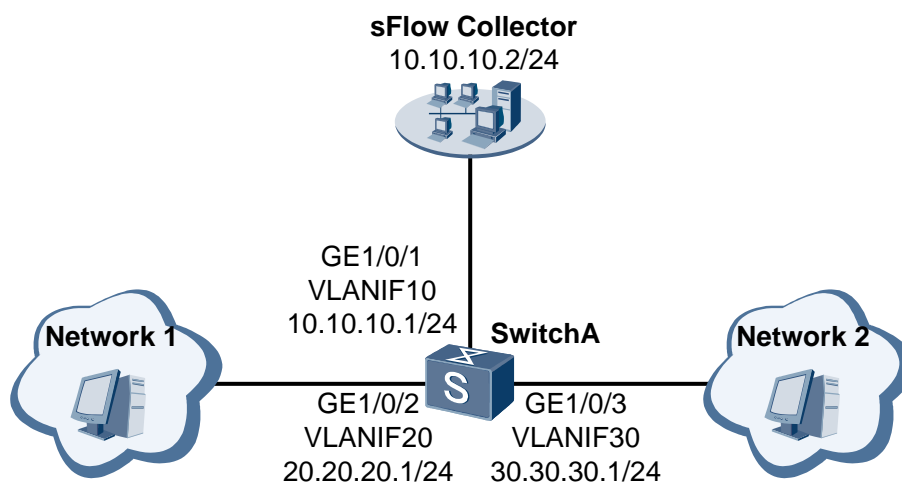 sFlow Collector
10.10.10.2/24
GE1/0/1
VLANIF10
10.10.10.1/24
Network 1
SwitchA
Network 2
S
GE1/0/2
VLANIF20
20.20.20.1/24
GE1/0/3
VLANIF30
30.30.30.1/24